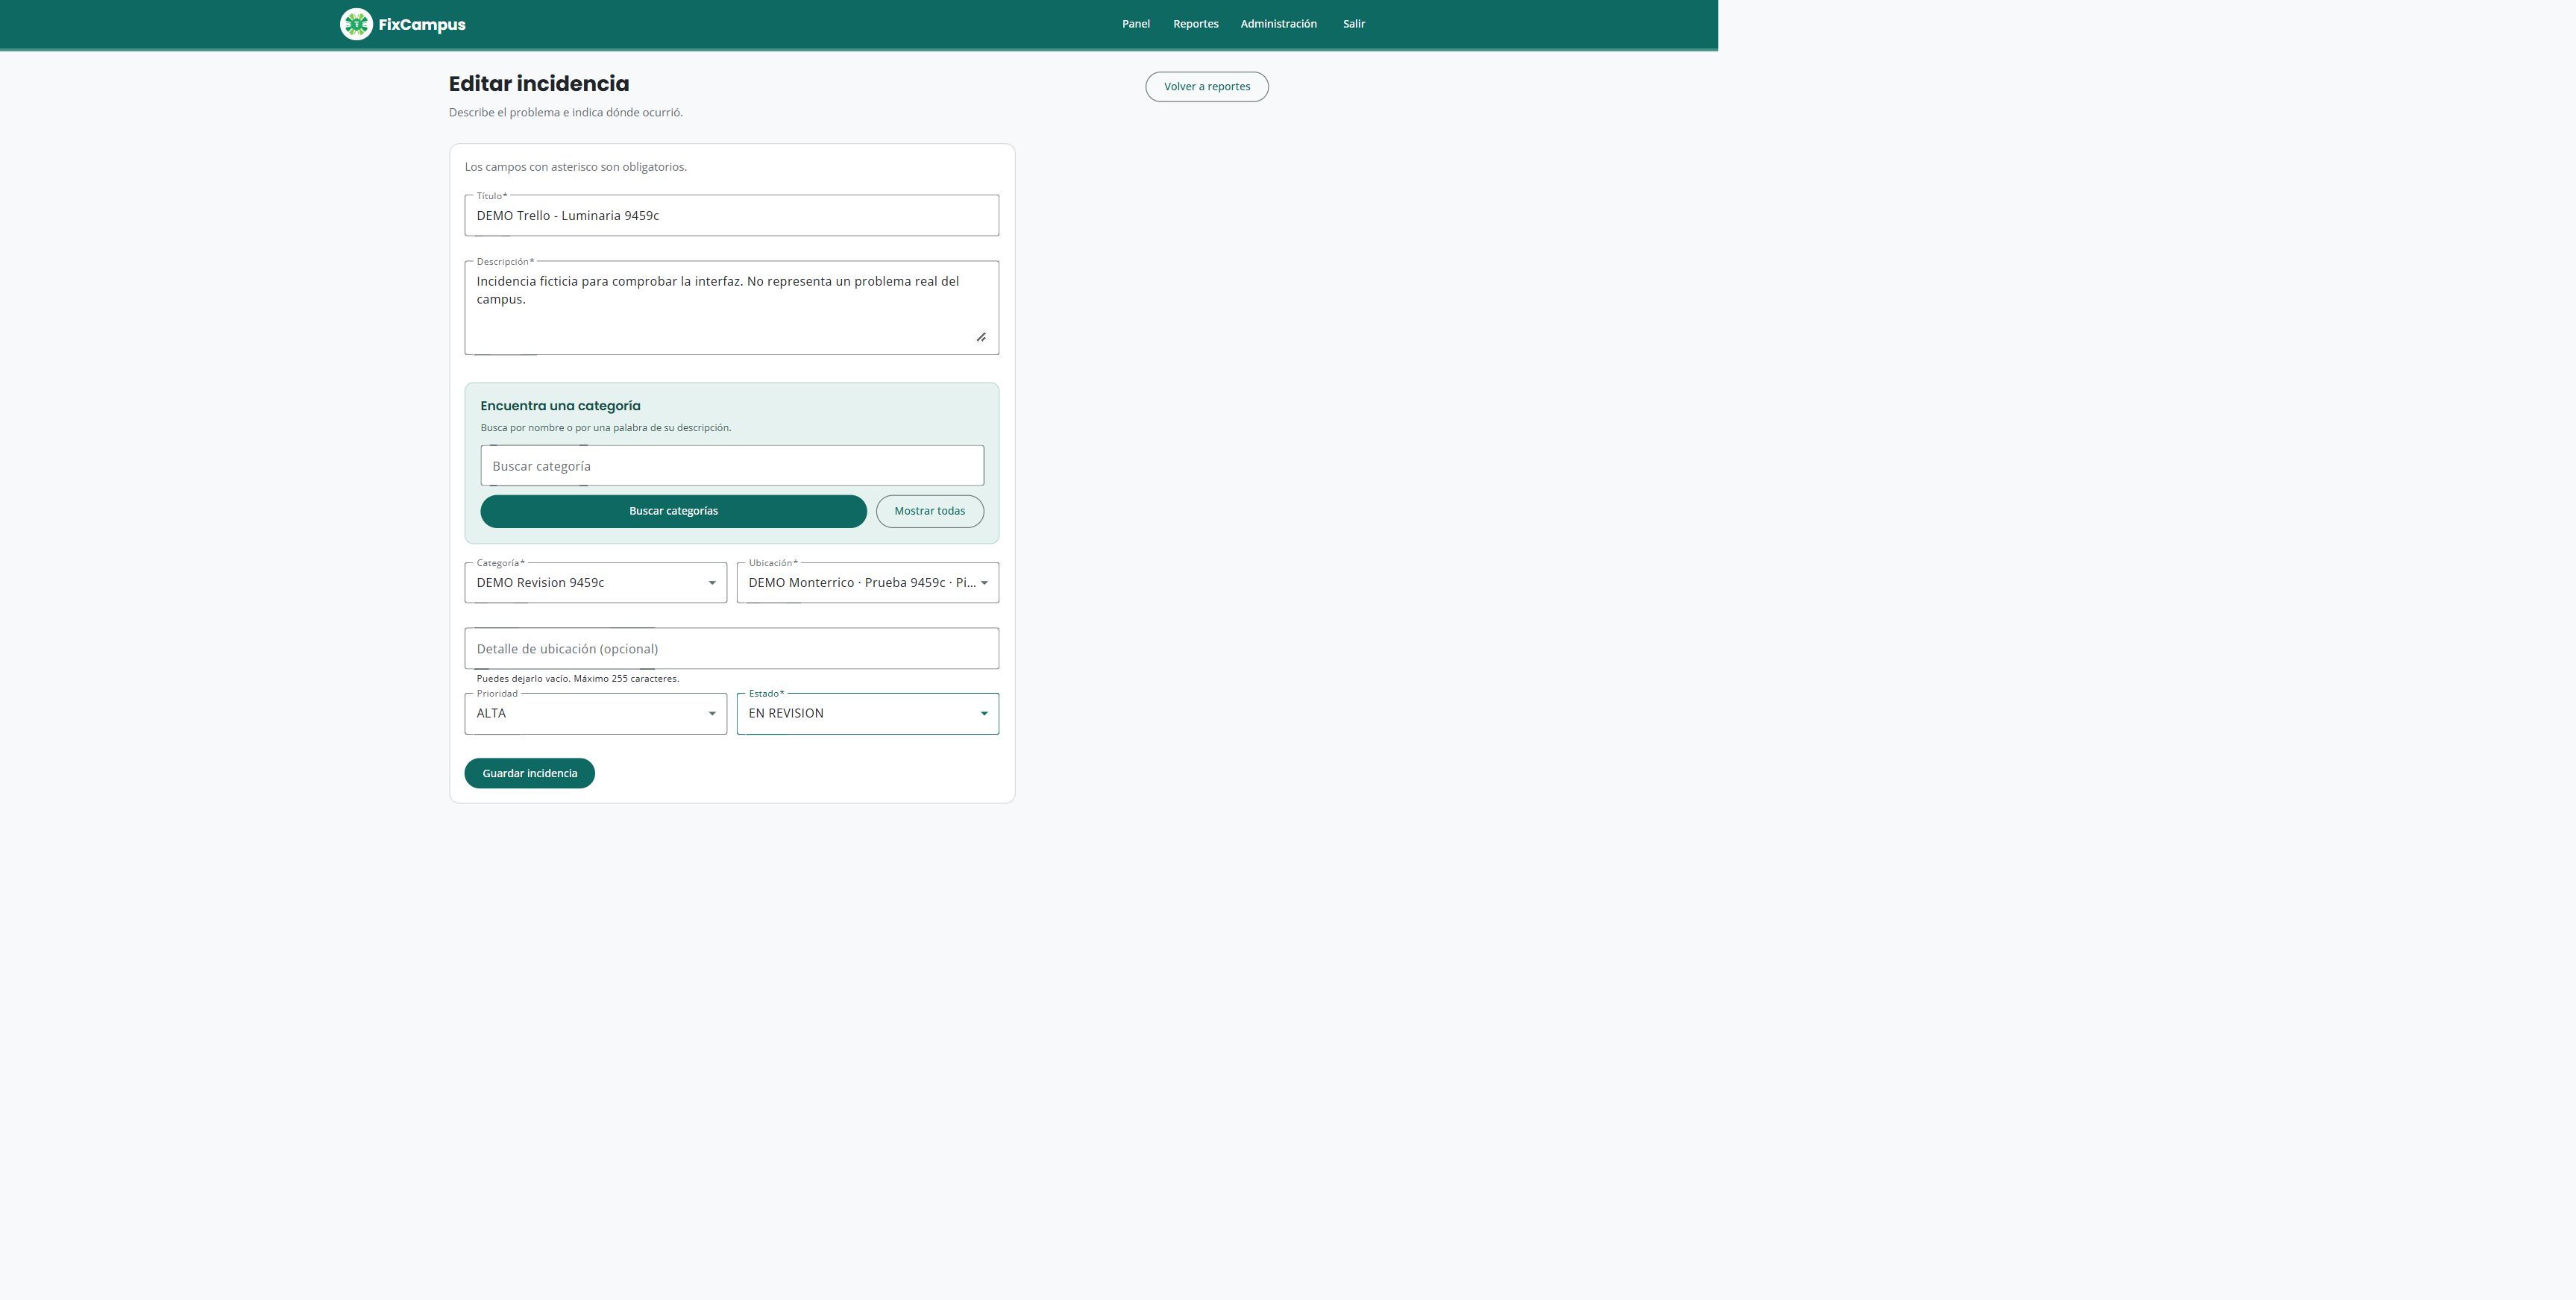 FixCampus
Panel
Reportes
Administración
Salir
Editar incidencia
Volver a reportes
Describe el problema e indica dónde ocurrió.
Los campos con asterisco son obligatorios.
Título*
DEMO Trello - Luminaria 9459c
Descripción*
Incidencia ficticia para comprobar la interfaz. No representa un problema real del
campus.
Encuentra una categoría
Busca por nombre o por una palabra de su descripción.
Buscar categoría
Buscar categorías
Mostrar todas
Categoría*
DEMO Revision 9459c
Ubicación*
DEMO Monterrico · Prueba 9459c · Pi...
Detalle de ubicación (opcional)
Puedes dejarlo vacío. Máximo 255 caracteres.
Prioridad
ALTA
Estado*
EN REVISION
Guardar incidencia